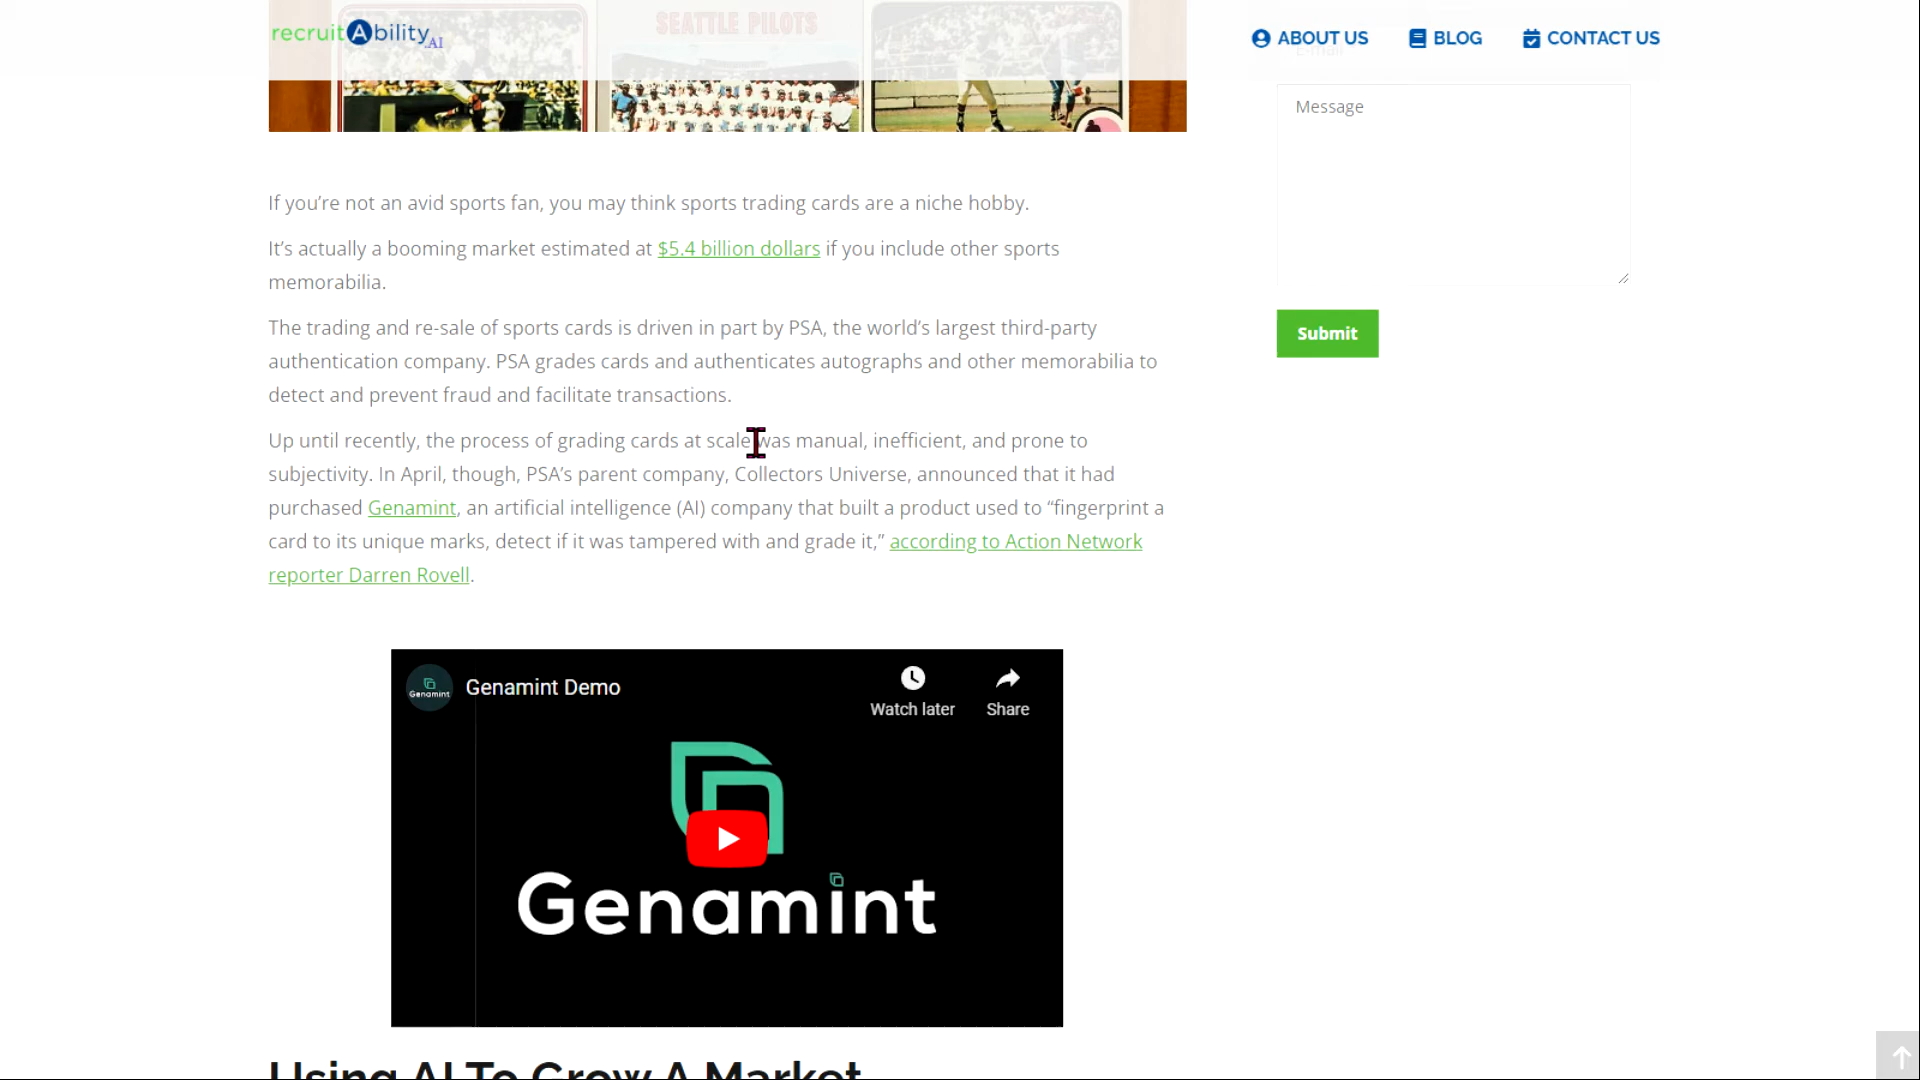 recruitAbility.AI
SEATTLE PILOTS
ABOUT US
BLOG
CONTACT US
Message
Submit
If you’re not an avid sports fan, you may think sports trading cards are a niche hobby.
It’s actually a booming market estimated at $5.4 billion dollars if you include other sports
memorabilia.
The trading and re-sale of sports cards is driven in part by PSA, the world’s largest third-party
authentication company. PSA grades cards and authenticates autographs and other memorabilia to
detect and prevent fraud and facilitate transactions.
Up until recently, the process of grading cards at scale was manual, inefficient, and prone to
subjectivity. In April, though, PSA’s parent company, Collectors Universe, announced that it had
purchased Genamint, an artificial intelligence (AI) company that built a product used to “fingerprint a
card to its unique marks, detect if it was tampered with and grade it,” according to Action Network
reporter Darren Rovell.
Genamint
Genamint Demo
Watch later
Share
Genamint
Using AI To Grow A Market